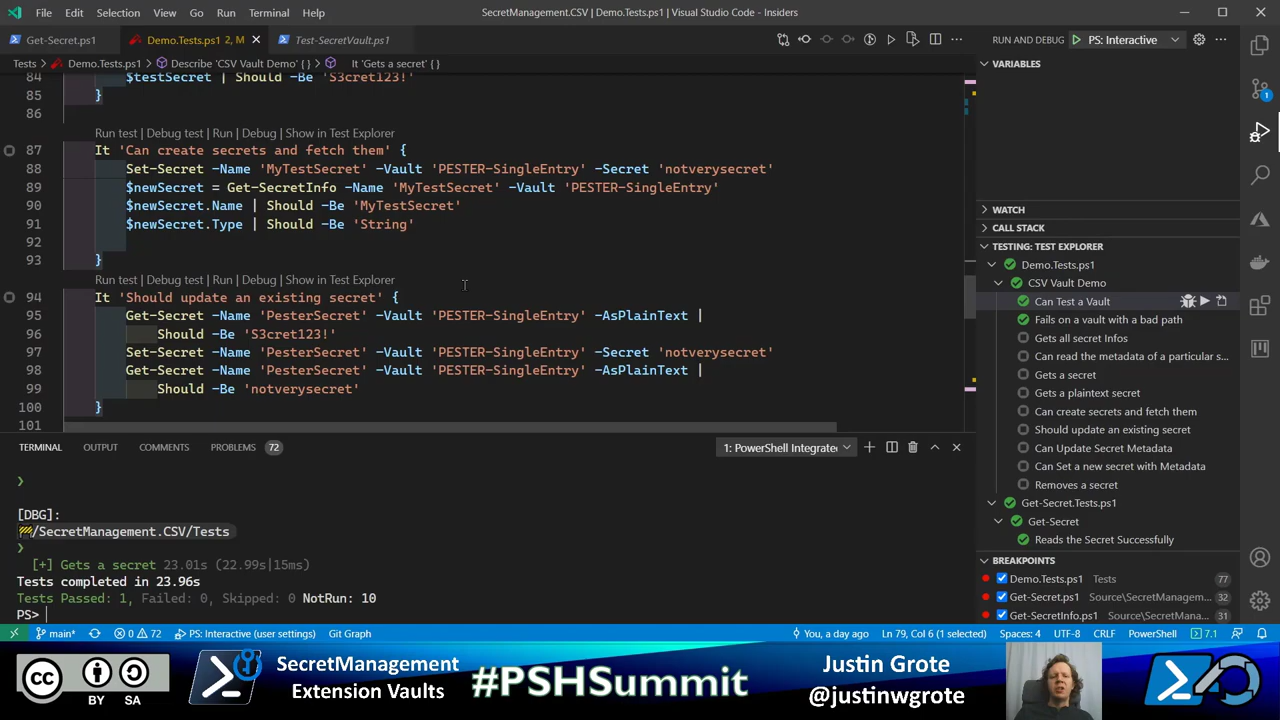 File Edit Selection View Go Run Terminal Help
SecretManagement.CSV | Demo.Tests.ps1 | Visual Studio Code - Insiders
Get-Secret.ps1
Demo.Tests.ps1 2, M
Test-SecretVault.ps1
Tests > Demo.Tests.ps1 > Describe 'CSV Vault Demo' { } > It 'Gets a secret' { }
84 $testSecret | Should -Be 'S3cret123!'
85 }
86
Run test | Debug test | Run | Debug | Show in Test Explorer
87 It 'Can create secrets and fetch them' {
88 Set-Secret -Name 'MyTestSecret' -Vault 'PESTER-SingleEntry' -Secret 'notverysecret'
89 $newSecret = Get-SecretInfo -Name 'MyTestSecret' -Vault 'PESTER-SingleEntry'
90 $newSecret.Name | Should -Be 'MyTestSecret'
91 $newSecret.Type | Should -Be 'String'
92
93 }
Run test | Debug test | Run | Debug | Show in Test Explorer
94 It 'Should update an existing secret' {
95 Get-Secret -Name 'PesterSecret' -Vault 'PESTER-SingleEntry' -AsPlainText |
96 Should -Be 'S3cret123!'
97 Set-Secret -Name 'PesterSecret' -Vault 'PESTER-SingleEntry' -Secret 'notverysecret'
98 Get-Secret -Name 'PesterSecret' -Vault 'PESTER-SingleEntry' -AsPlainText |
99 Should -Be 'notverysecret'
100 }
101
RUN AND DEBUG PS: Interactive
VARIABLES
WATCH
CALL STACK
TESTING: TEST EXPLORER
Demo.Tests.ps1
CSV Vault Demo
Can Test a Vault
Fails on a vault with a bad path
Gets all secret Infos
Can read the metadata of a particular s...
Gets a secret
Gets a plaintext secret
Can create secrets and fetch them
Should update an existing secret
Can Update Secret Metadata
Can Set a new secret with Metadata
Removes a secret
Get-Secret.Tests.ps1
Get-Secret
Reads the Secret Successfully
BREAKPOINTS
Demo.Tests.ps1 Tests 77
Get-Secret.ps1 Source\SecretManagem... 32
Get-SecretInfo.ps1 Source\SecretMana... 31
1
TERMINAL OUTPUT COMMENTS PROBLEMS 72
1: PowerShell Integrate
❯
[DBG]:
/SecretManagement.CSV/Tests
❯
[+] Gets a secret 23.01s (22.99s|15ms)
Tests completed in 23.96s
Tests Passed: 1, Failed: 0, Skipped: 0 NotRun: 10
PS>
main* 0 72 PS: Interactive (user settings) Git Graph You, a day ago Ln 79, Col 6 (1 selected) Spaces: 4 UTF-8 CRLF PowerShell 7.1
cc
BY SA
SecretManagement
Extension Vaults
#PSHSummit
Justin Grote
@justinwgrote